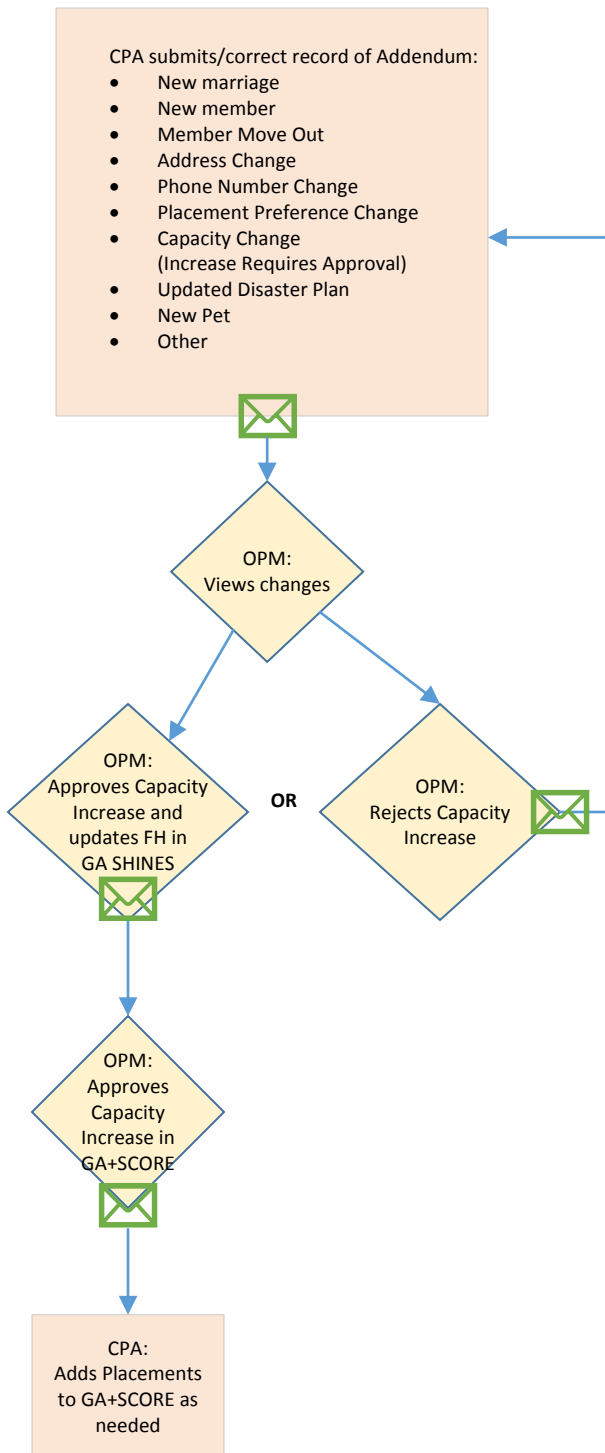 CPA submits/correct record of Addendum:
• New marriage
• New member
• Member Move Out
• Address Change
• Phone Number Change
• Placement Preference Change
• Capacity Change
(Increase Requires Approval)
• Updated Disaster Plan
• New Pet
• Other
OPM:
Views changes
OPM:
Approves Capacity
Increase and
updates FH in
GA SHINES
OR
OPM:
Rejects Capacity
Increase
OPM:
Approves
Capacity
Increase in
GA+SCORE
CPA:
Adds Placements
to GA+SCORE as
needed